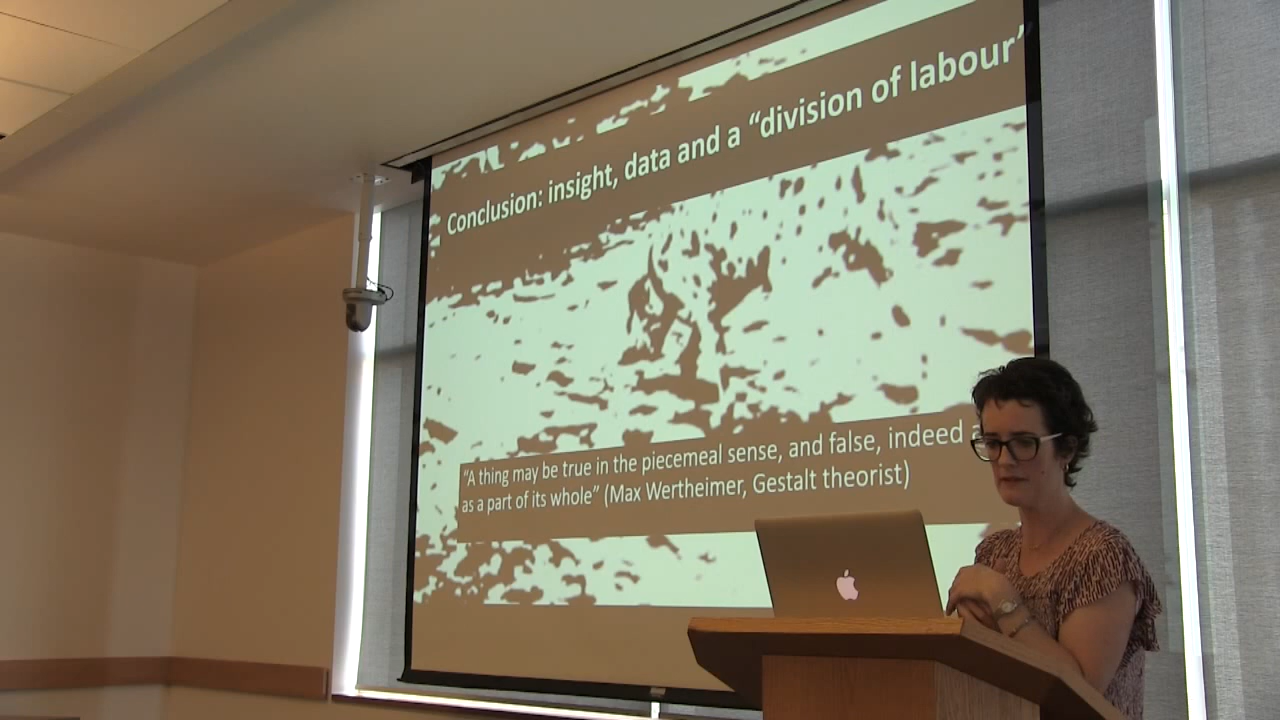 Conclusion: insight, data and a “division of labour”
“A thing may be true in the piecemeal sense, and false, indeed
as a part of its whole” (Max Wertheimer, Gestalt theorist)